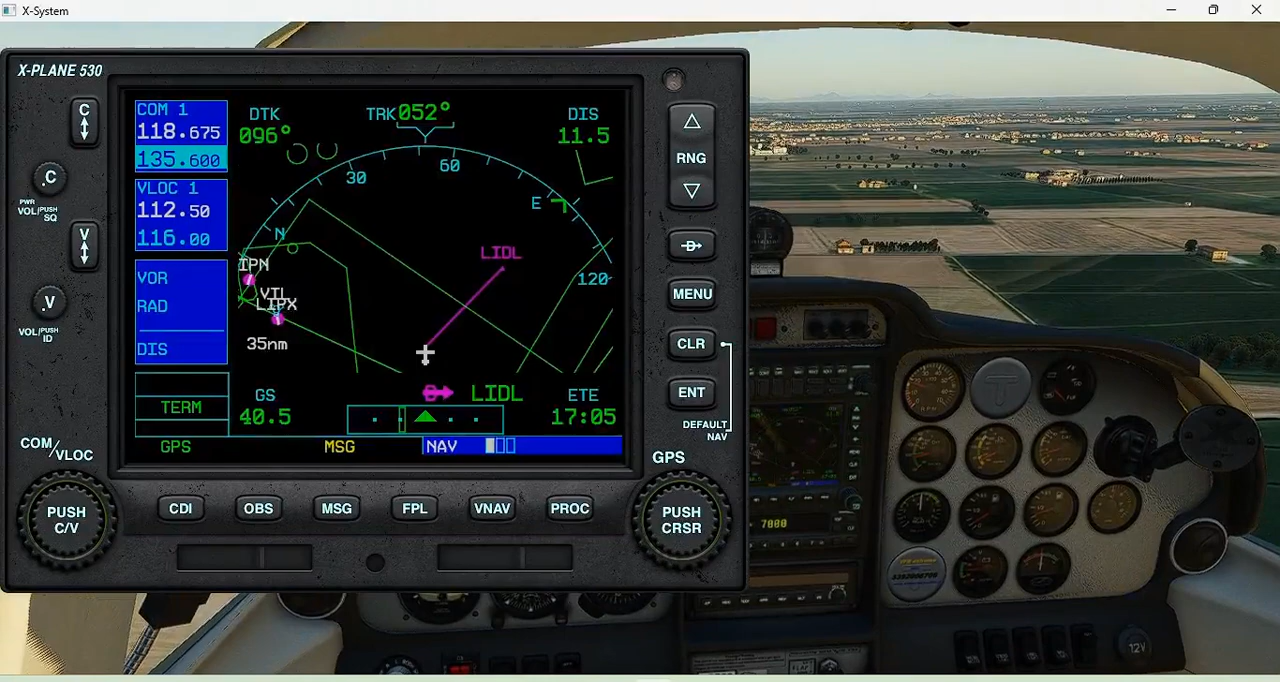 X-System
X-PLANE 530
C
.C
PWR
VOL/PUSH
SQ
V
.V
VOL/PUSH
ID
COM/VLOC
PUSH
C/V
COM 1
118.675
135.600
VLOC 1
112.50
116.00
VOR
RAD
DIS
TERM
GPS
DTK
096°
TRK 052°
DIS
11.5
30
60
E
N
120
LIDL
IPN
VIL
LIPX
35nm
GS
40.5
LIDL
ETE
17:05
MSG
NAV
RNG
D
MENU
CLR
ENT
DEFAULT
NAV
GPS
PUSH
CRSR
CDI
OBS
MSG
FPL
VNAV
PROC
7000
12V